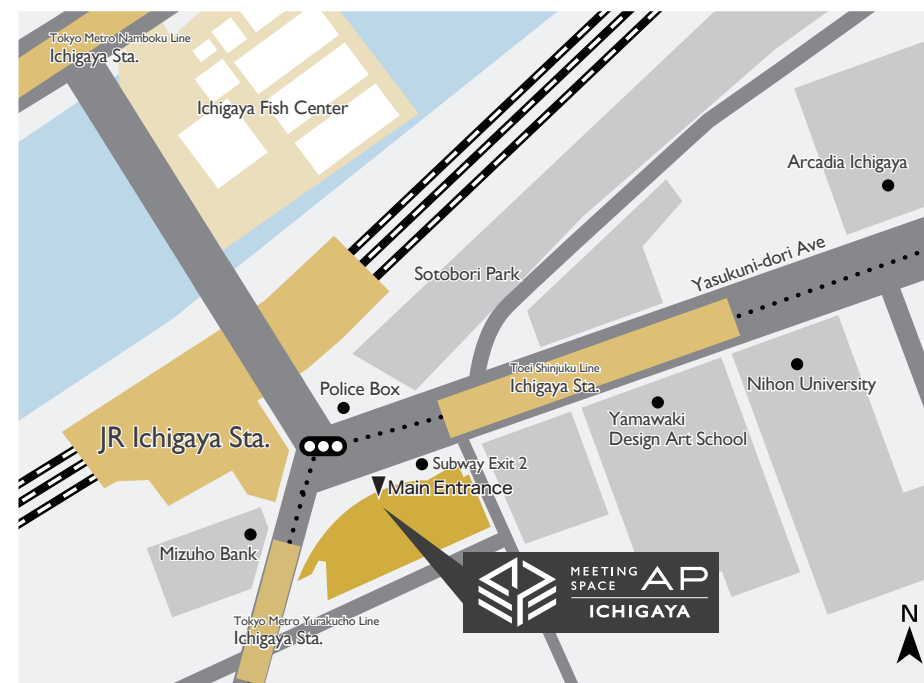 Tokyo Metro Namboku Line
Ichigaya Sta.
Ichigaya Fish Center
Arcadia Ichigaya
Yasukuni-dori Ave
Sotobori Park
Toei Shinjuku Line
Ichigaya Sta.
Police Box
Nihon University
Yamawaki
Design Art School
JR Ichigaya Sta.
Subway Exit 2
Main Entrance
Mizuho Bank
MEETING
SPACE
AP
ICHIGAYA
Tokyo Metro Yurakucho Line
Ichigaya Sta.
N